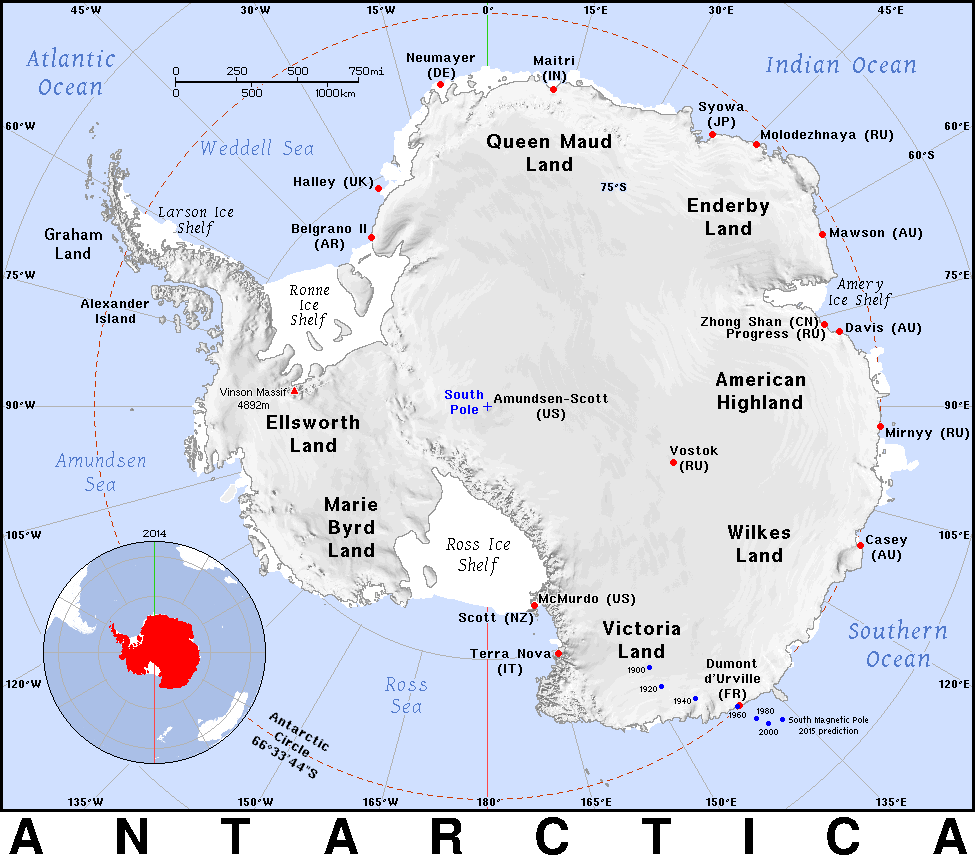 45°W
30°W
15°W
0°
15°E
30°E
45°E
Atlantic
Ocean
Indian Ocean
Neumayer
(DE)
Maitri
(IN)
0 250 500 750mi
0 500 1000km
Syowa
(JP)
Molodezhnaya (RU)
60°W
60°E
60°S
Weddell Sea
Queen Maud
Land
75°S
Halley (UK)
Enderby
Land
Larson Ice
Shelf
Graham
Land
Belgrano II
(AR)
Mawson (AU)
75°W
75°E
Ronne
Ice
Shelf
Amery
Ice Shelf
Alexander
Island
Zhong Shan (CN)
Progress (RU)
Davis (AU)
Vinson Massif
4892m
American
Highland
South
Pole
Amundsen-Scott
(US)
90°W
90°E
Ellsworth
Land
Mirnyy (RU)
Amundsen
Sea
Vostok
(RU)
Marie
Byrd
Land
Wilkes
Land
105°W
105°E
2014
Ross Ice
Shelf
Casey
(AU)
McMurdo (US)
Scott (NZ)
Victoria
Land
Southern
Ocean
Terra Nova
(IT)
1900
1920
1940
1960
1980
2000
Dumont
d'Urville
(FR)
South Magnetic Pole
2015 prediction
120°W
120°E
Ross
Sea
Antarctic
Circle
66°33'44"S
135°W
150°W
165°W
180°
165°E
150°E
135°E
ANTARCTICA